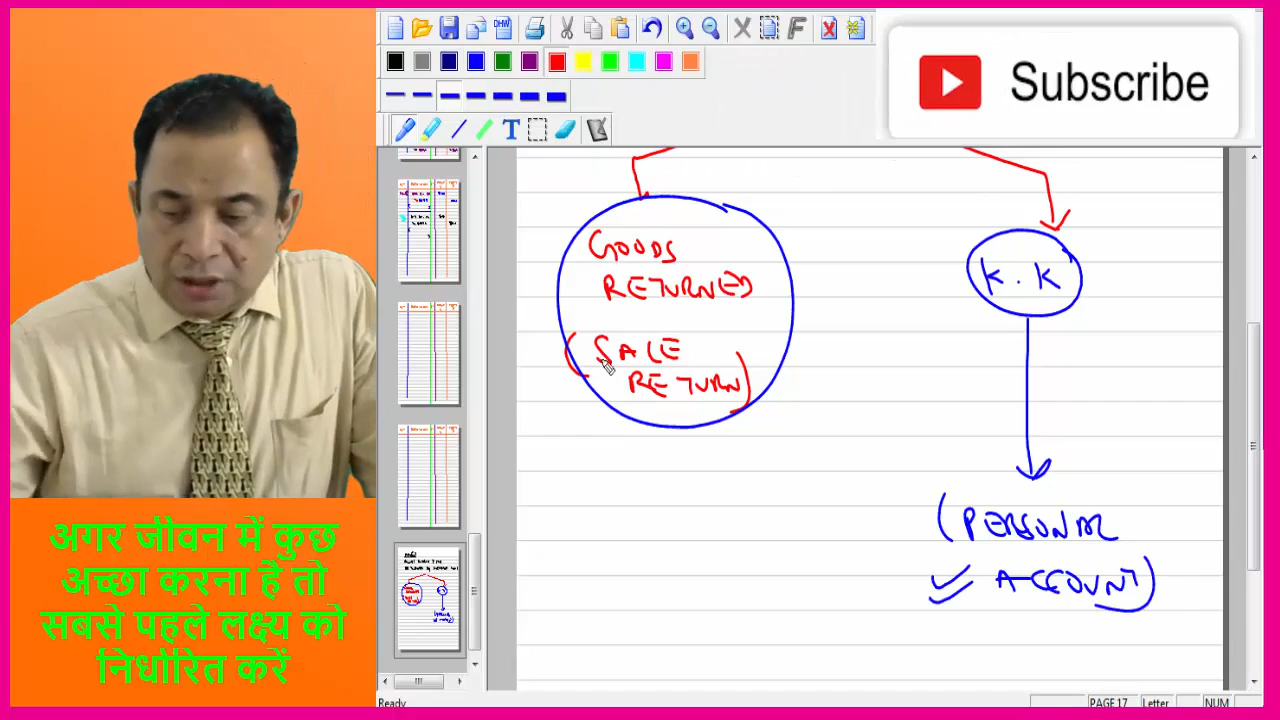 Subscribe
GOODS
RETURNED
(SALE
RETURN)
K.K
(PERSONAL
ACCOUNT)
अगर जीवन में कुछ
अच्छा करना है तो
सबसे पहले लक्ष्य को
निर्धारित करें
Ready
PAGE 17
Letter
NUM